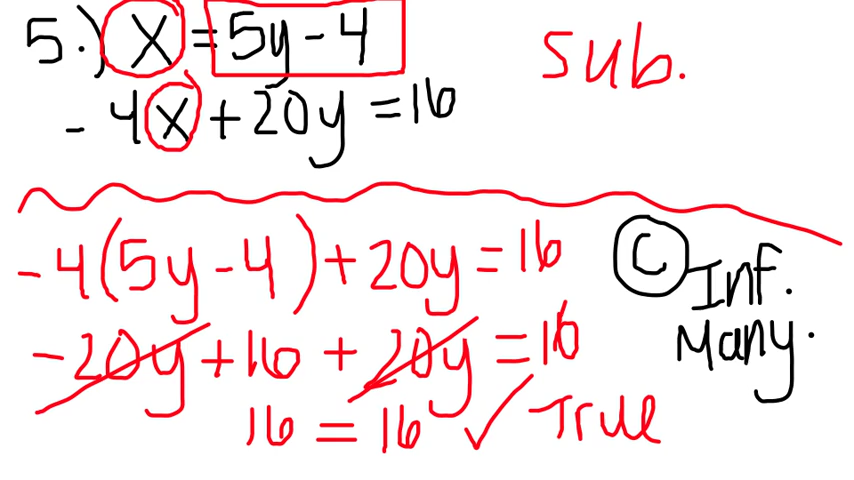 5.) x = 5y - 4
sub.
- 4x + 20y = 16
-4(5y - 4) + 20y = 16
C Inf. Many.
-20y + 16 + 20y = 16
16 = 16 ✓ True